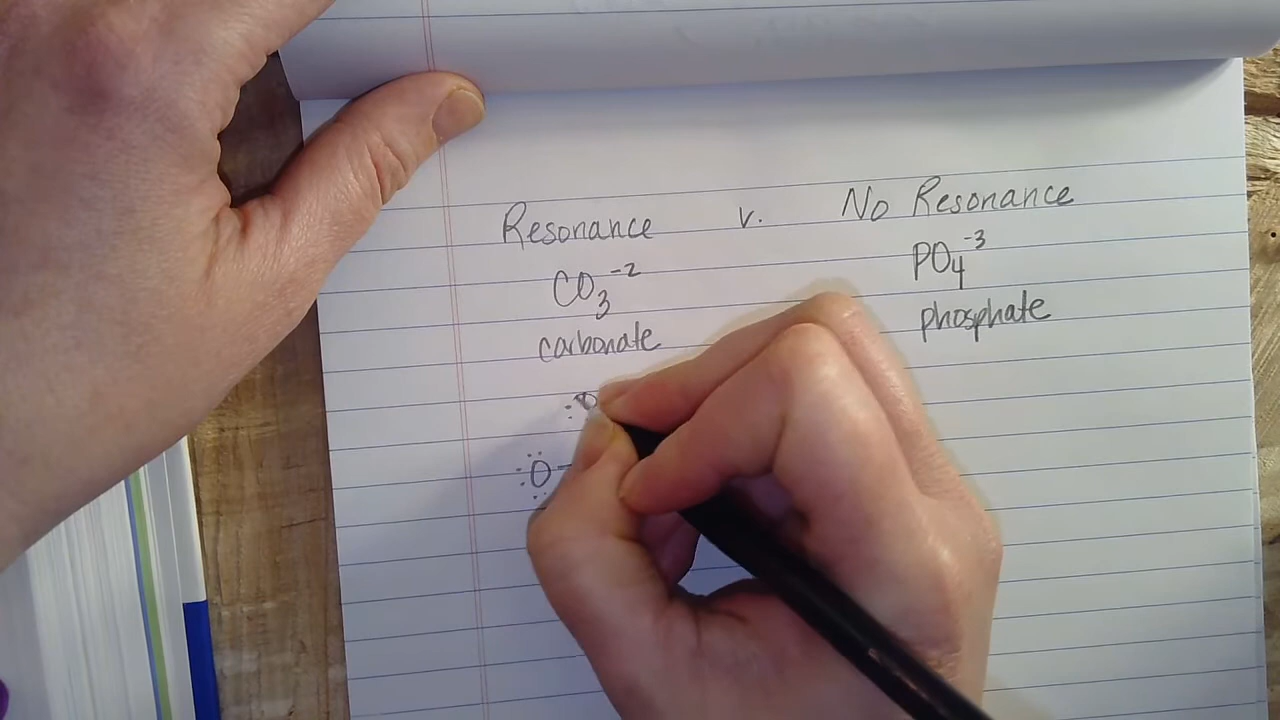 Resonance v. No Resonance
CO₃⁻² PO₄⁻³
carbonate phosphate
:O
:O–